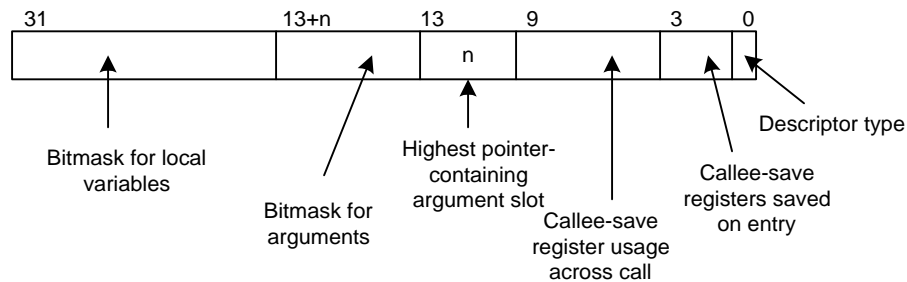 31 13+n 13 9 3 0
n
Bitmask for local
variables
Bitmask for
arguments
Highest pointer-
containing
argument slot
Callee-save
register usage
across call
Callee-save
registers saved
on entry
Descriptor type